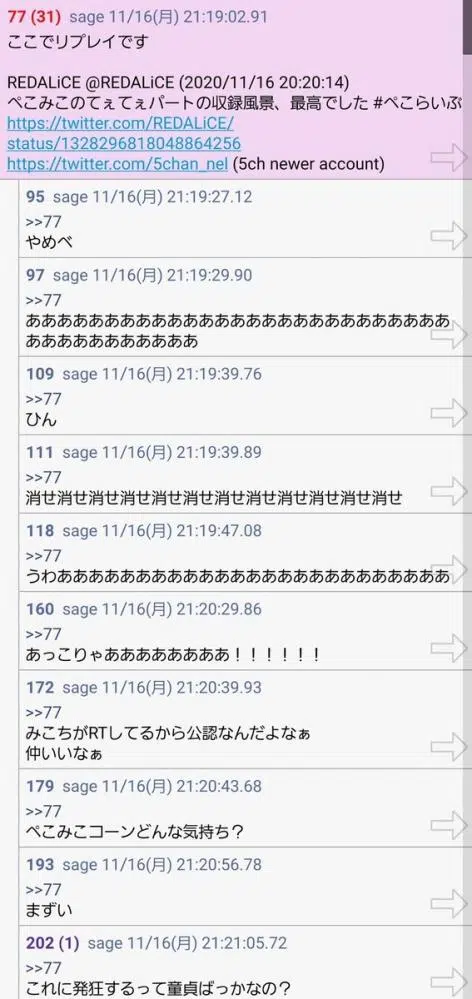 77 (31) sage 11/16(月) 21:19:02.91
ここでリプレイです
REDALiCE @REDALiCE (2020/11/16 20:20:14)
ぺこみこのてぇてぇパートの収録風景、最高でした #ぺこらいぶ
https://twitter.com/REDALiCE/
status/1328296818048864256
https://twitter.com/5chan_nel (5ch newer account)
95 sage 11/16(月) 21:19:27.12
>>77
やめべ
97 sage 11/16(月) 21:19:29.90
>>77
あああああああああああああああああああああああああああ
あああああああああああ
109 sage 11/16(月) 21:19:39.76
>>77
ひん
111 sage 11/16(月) 21:19:39.89
>>77
消せ消せ消せ消せ消せ消せ消せ消せ消せ消せ消せ消せ
118 sage 11/16(月) 21:19:47.08
>>77
うわあああああああああああああああああああああああああ
160 sage 11/16(月) 21:20:29.86
>>77
あっこりゃああああああああ！！！！！！
172 sage 11/16(月) 21:20:39.93
>>77
みこちがRTしてるから公認なんだよなぁ
仲いいなぁ
179 sage 11/16(月) 21:20:43.68
>>77
ぺこみこコーンどんな気持ち？
193 sage 11/16(月) 21:20:56.78
>>77
まずい
202 (1) sage 11/16(月) 21:21:05.72
>>77
これに発狂するって童貞ばっかなの？